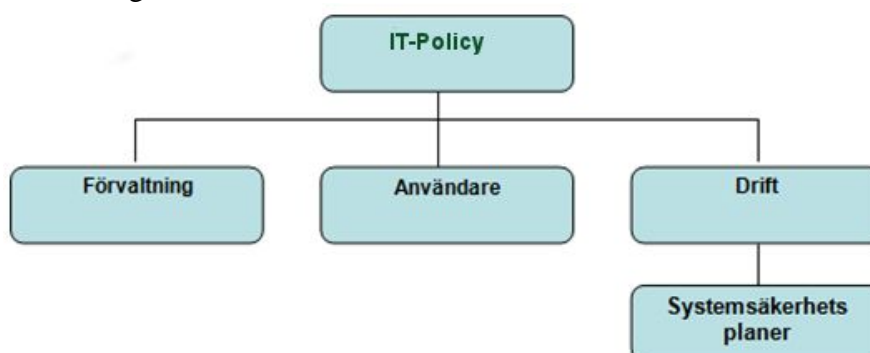 IT-Policy
Förvaltning
Användare
Drift
Systemsäkerhets
planer